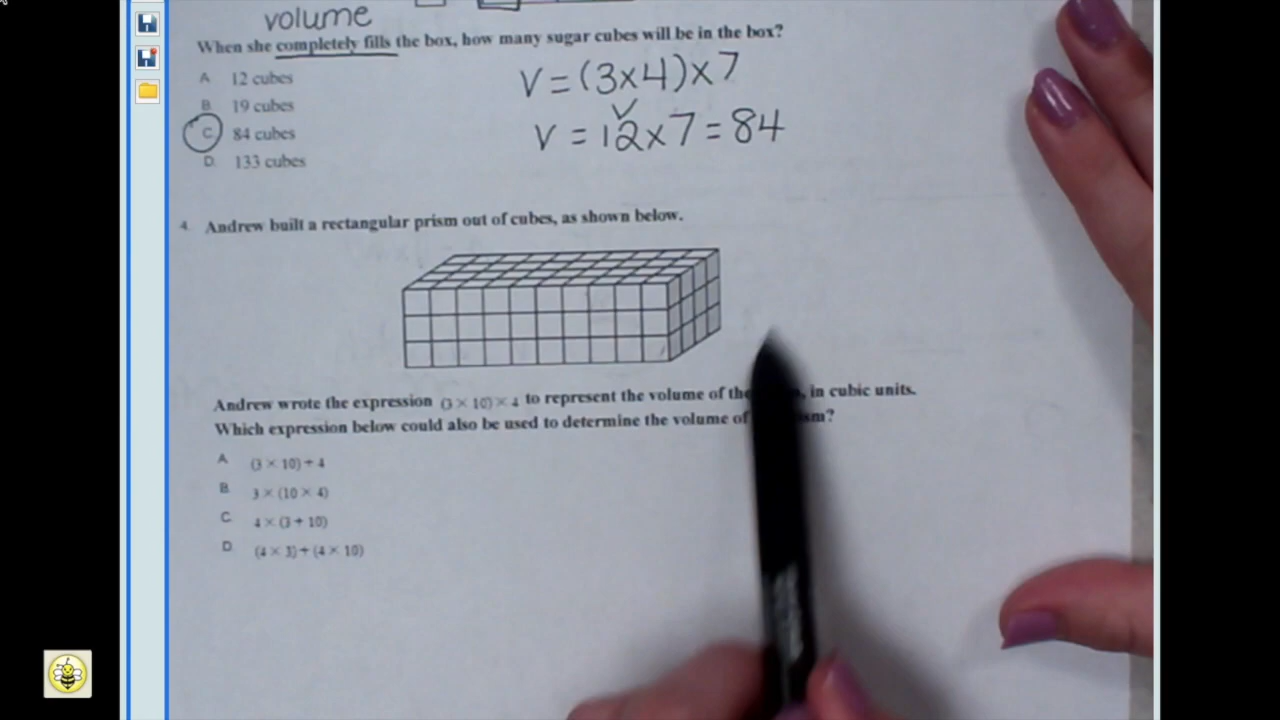 volume
When she completely fills the box, how many sugar cubes will be in the box?
A 12 cubes
B. 19 cubes
C. 84 cubes
D. 133 cubes
V = (3x4)x7
V = 12x7 = 84
4. Andrew built a rectangular prism out of cubes, as shown below.
Andrew wrote the expression (3 × 10) × 4 to represent the volume of the in cubic units.
Which expression below could also be used to determine the volume of
A (3 × 10) + 4
B 3 × (10 × 4)
C 4 × (3 + 10)
D (4 × 3) + (4 × 10)